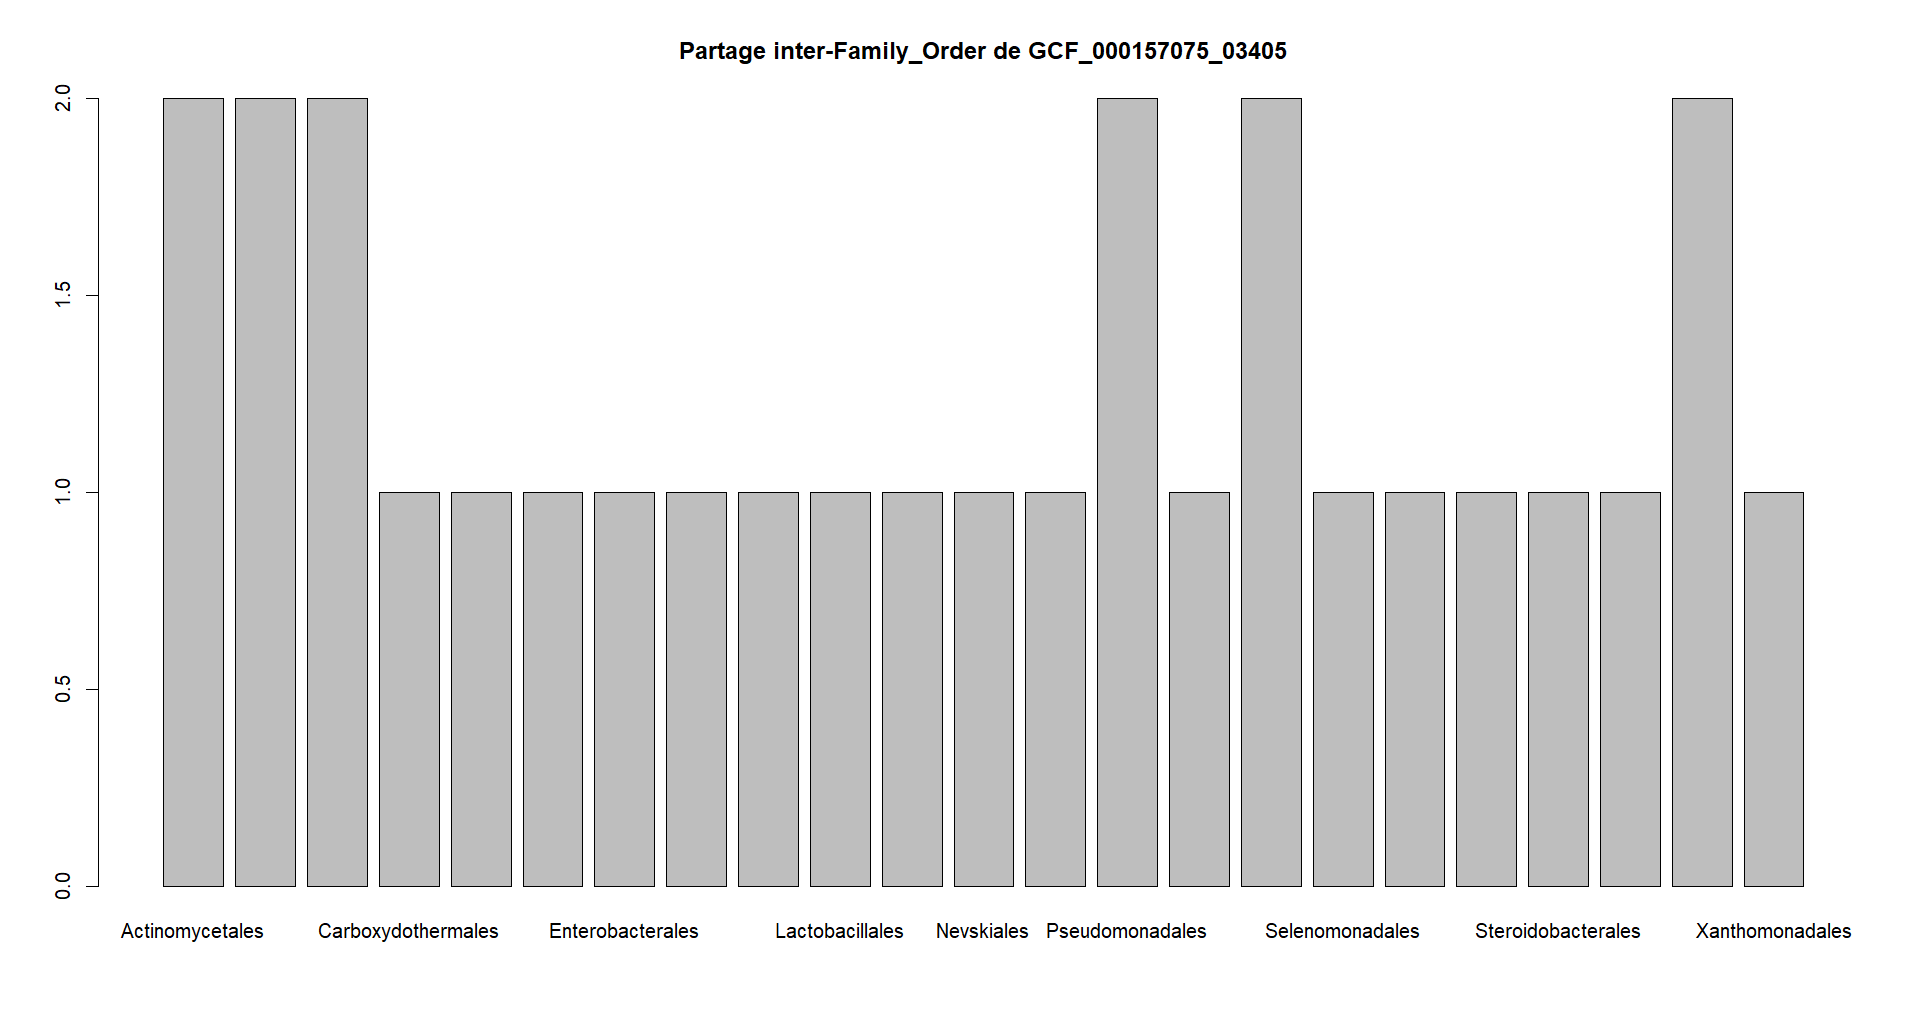 Partage inter-Family_Order de GCF_000157075_03405
2.0
1.5
1.0
0.5
0.0
Actinomycetales Carboxydothermales Enterobacterales Lactobacillales Nevskiales Pseudomonadales Selenomonadales Steroidobacterales Xanthomonadales